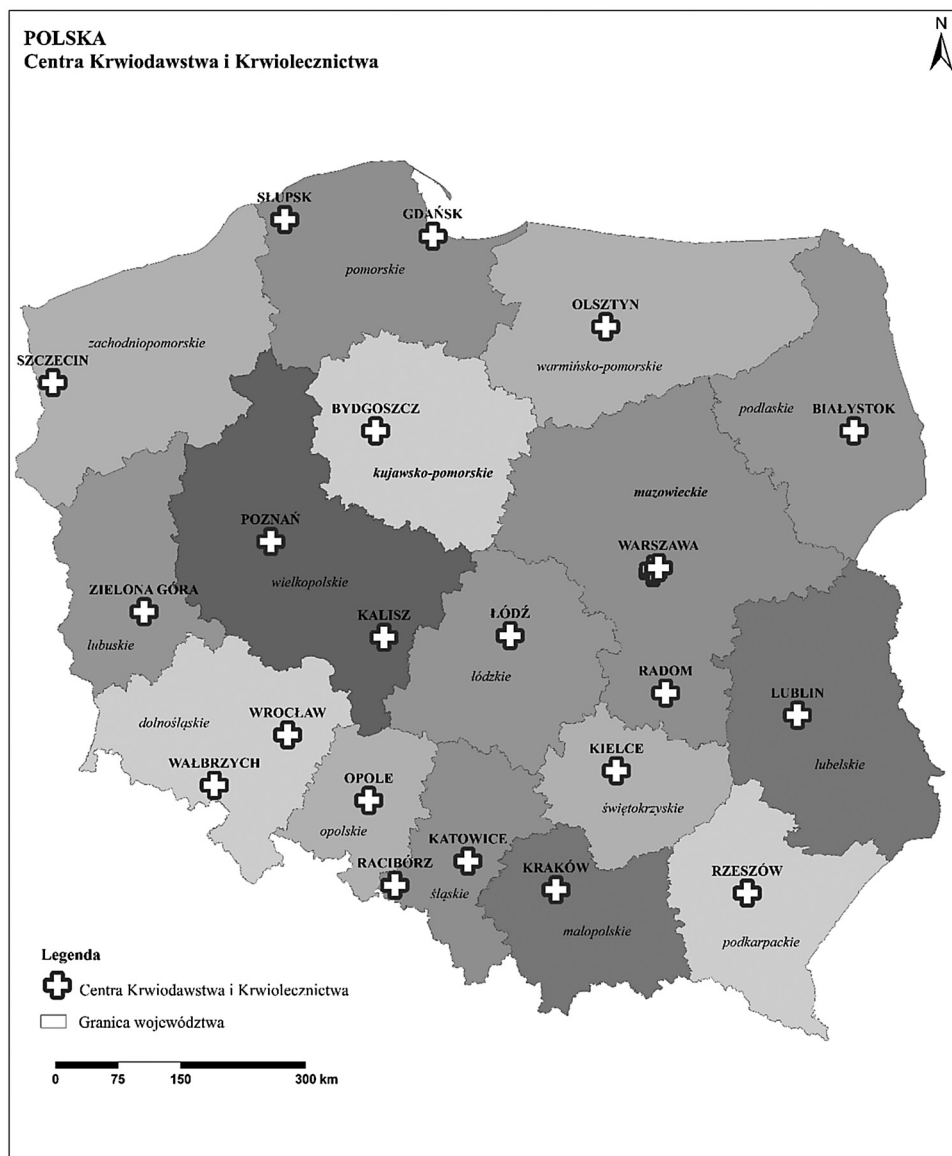 POLSKA
Centra Krwiodawstwa i Krwiolecznictwa
N
SŁUPSK
GDAŃSK
pomorskie
OLSZTYN
zachodniopomorskie
SZCZECIN
warmińsko-pomorskie
BYDGOSZCZ
podlaskie
BIAŁYSTOK
kujawsko-pomorskie
mazowieckie
POZNAŃ
WARSZAWA
wielkopolskie
ZIELONA GÓRA
KALISZ
ŁÓDŹ
lubuskie
łódzkie
RADOM
LUBLIN
WROCŁAW
dolnośląskie
KIELCE
WAŁBRZYCH
OPOLE
lubelskie
świętokrzyskie
opolskie
KATOWICE
RACIBÓRZ
KRAKÓW
RZESZÓW
śląskie
małopolskie
podkarpackie
Legenda
Centra Krwiodawstwa i Krwiolecznictwa
Granica województwa
0 75 150 300 km